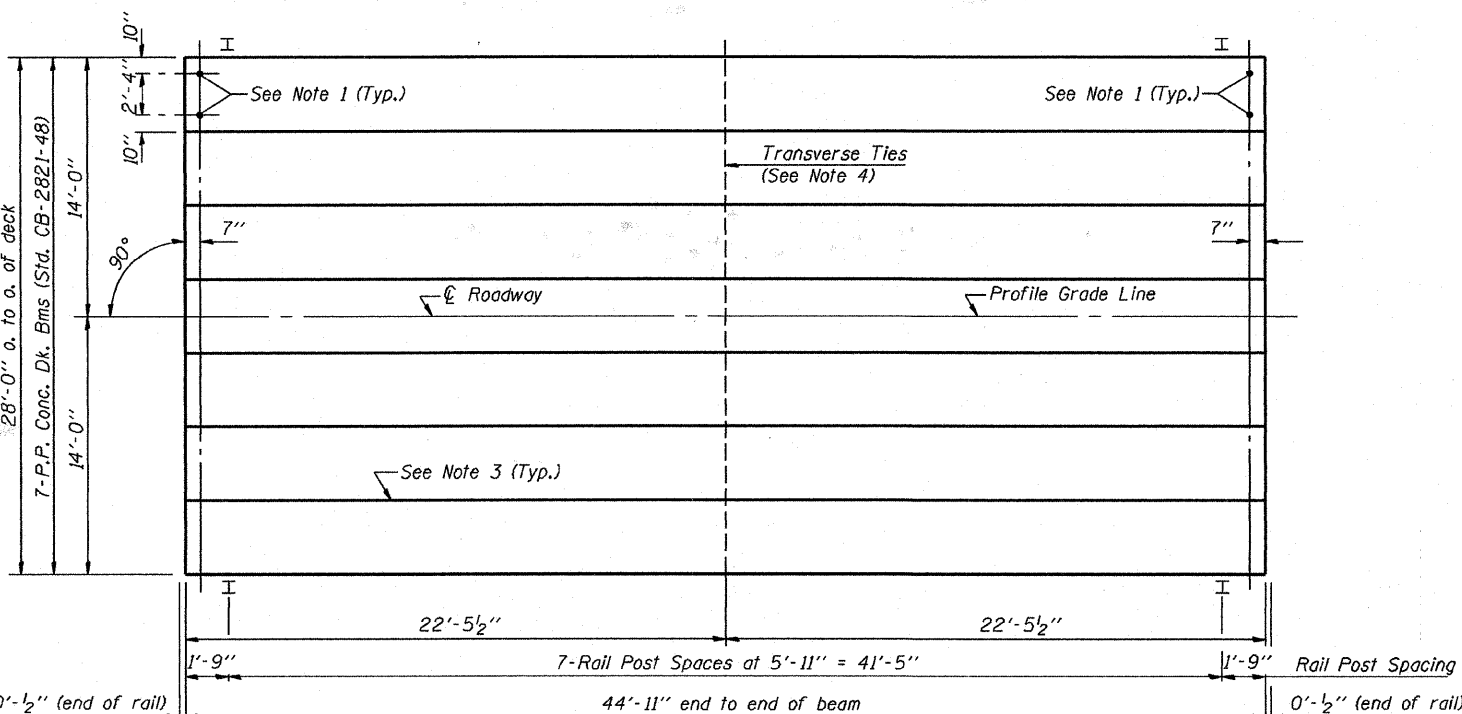 10"
I
I
2'-4"
See Note 1 (Typ.)
See Note 1 (Typ.)
10"
Transverse Ties
(See Note 4)
28'-0" o. to o. of deck
7-P.P. Conc. Dk. Bms (Std. CB-2821-48)
14'-0"
7"
7"
90°
℄ Roadway
Profile Grade Line
14'-0"
See Note 3 (Typ.)
I
I
22'-5½"
22'-5½"
1'-9"
7-Rail Post Spaces at 5'-11" = 41'-5"
1'-9"
Rail Post Spacing
0'-½" (end of rail)
44'-11" end to end of beam
0'-½" (end of rail)